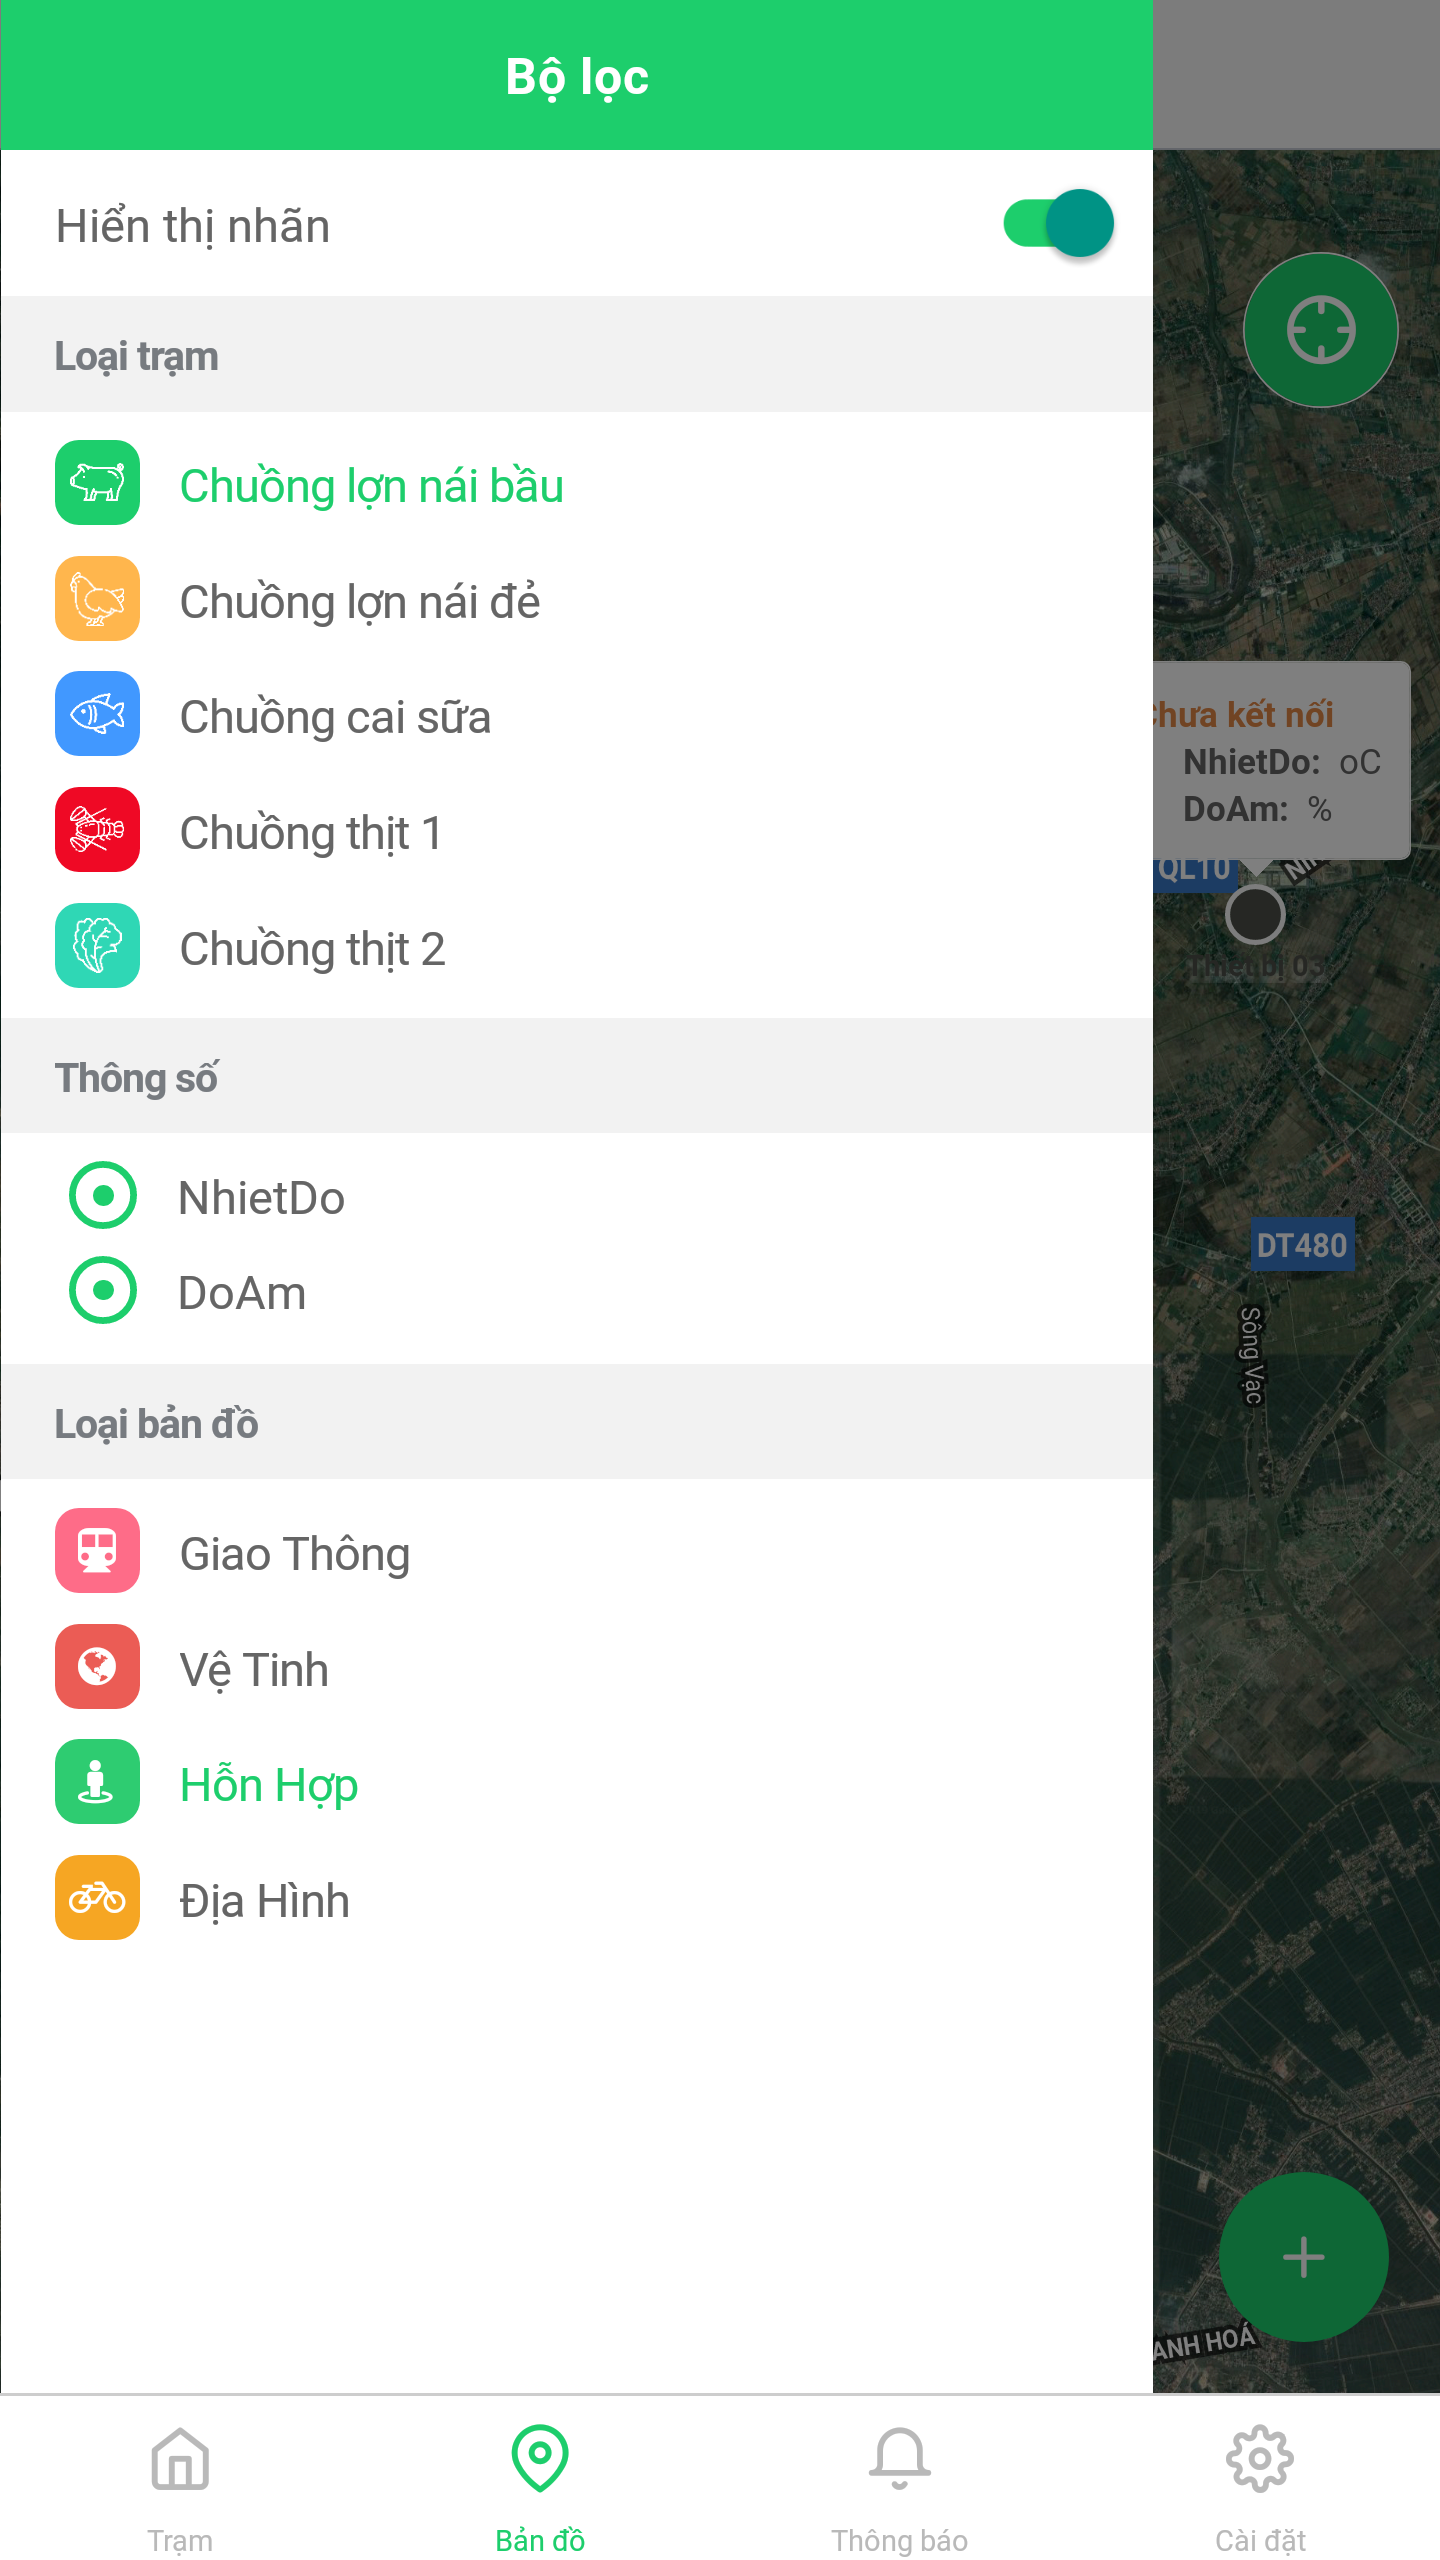 Bộ lọc
Hiển thị nhãn
Loại trạm
Chuồng lợn nái bầu
Chuồng lợn nái đẻ
Chuồng cai sữa
Chuồng thịt 1
Chuồng thịt 2
Thông số
NhietDo
DoAm
Loại bản đồ
Giao Thông
Vệ Tinh
Hỗn Hợp
Địa Hình
Chưa kết nối
NhietDo: oC
DoAm: %
QL10
Thiết bị 03
DT480
Sông Vạc
ANH HOÁ
Trạm
Bản đồ
Thông báo
Cài đặt